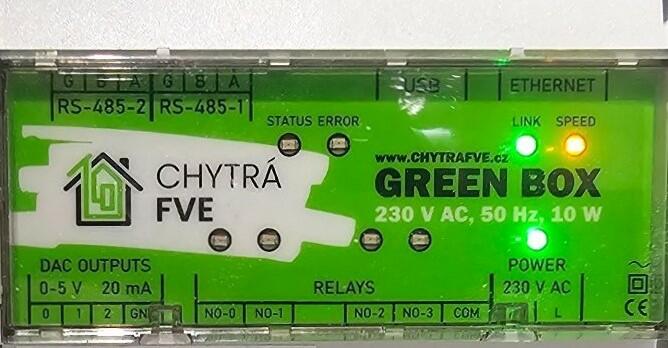 G B A G B A USB ETHERNET
RS-485-2 RS-485-1
STATUS ERROR LINK SPEED
www.CHYTRAFVE.cz
CHYTRÁ
FVE
GREEN BOX
230 V AC, 50 Hz, 10 W
DAC OUTPUTS POWER
0-5 V 20 mA RELAYS 230 V AC
0 1 2 GN NO-0 NO-1 NO-2 NO-3 COM L
CE